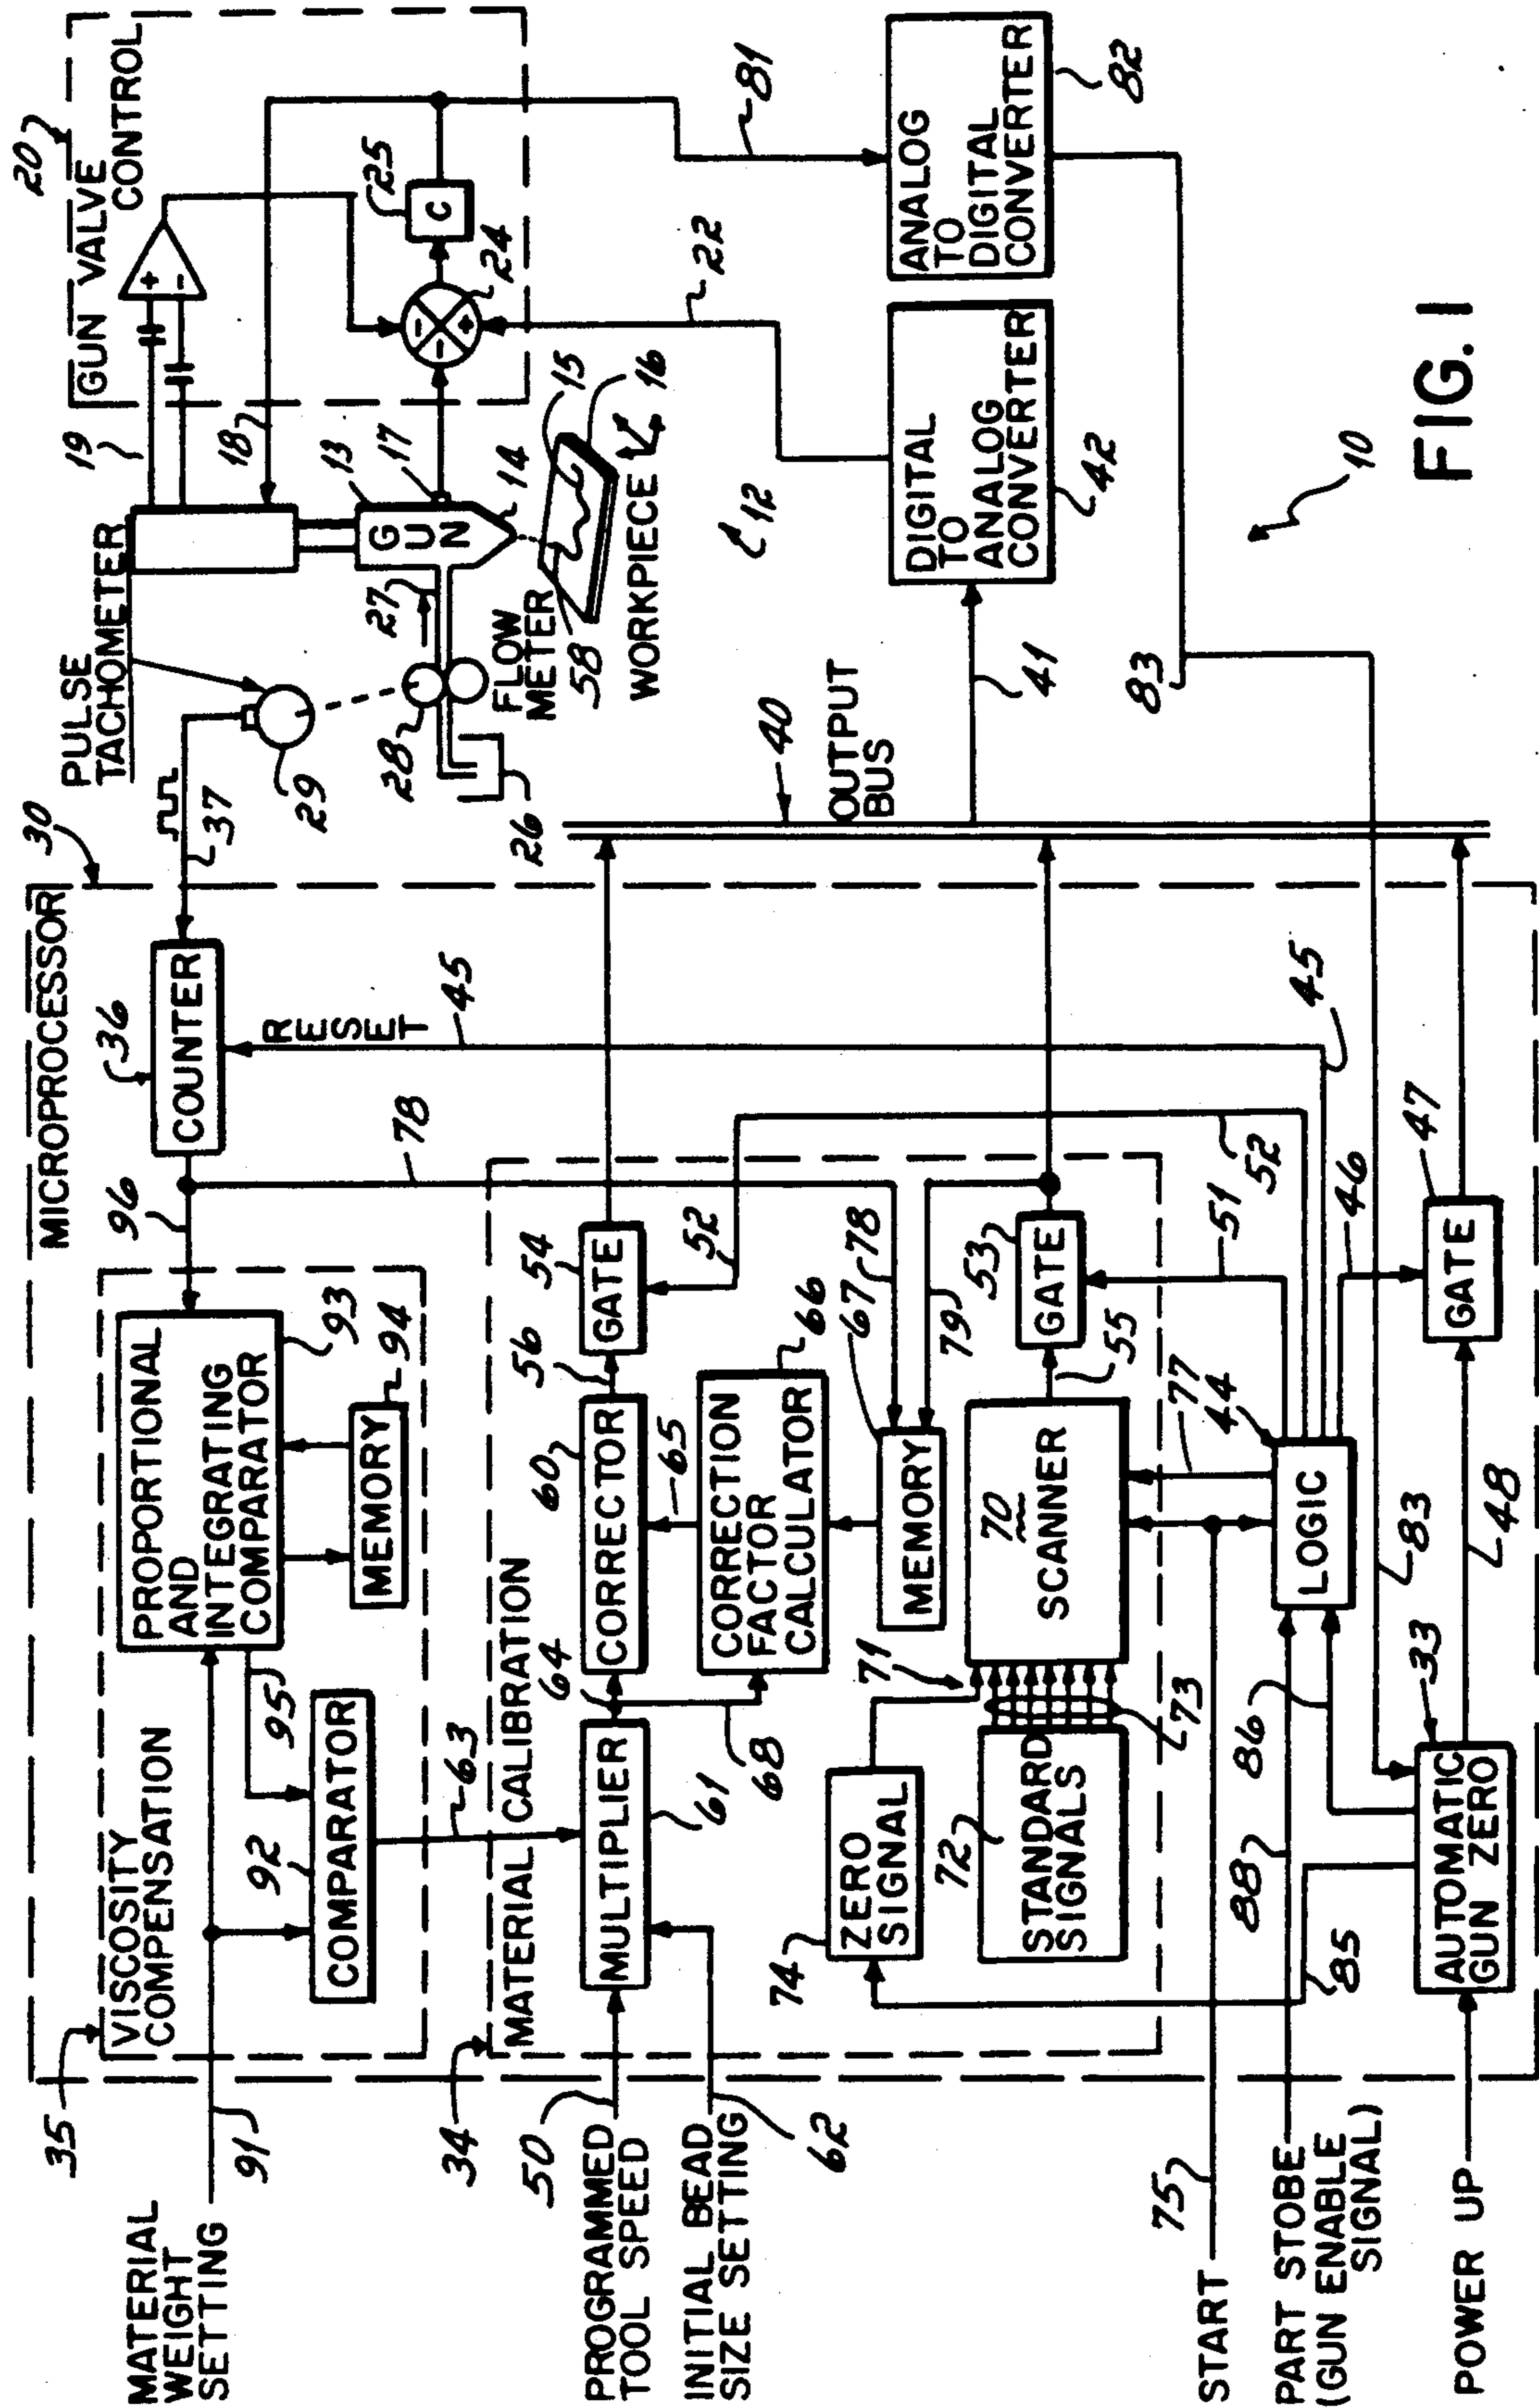 MATERIAL
WEIGHT
SETTING
91
35
VISCOSITY
COMPENSATION
92
COMPARATOR
95
PROPORTIONAL
AND
INTEGRATING
COMPARATOR
93
MEMORY
94
96
MICROPROCESSOR
30
36
COUNTER
RESET
45
78
37
PULSE
TACHOMETER
29
19
18
20
GUN VALVE
CONTROL
+
-
25
C
24
-
-
+
13
GUN
17
14
27
28
FLOW
METER
26
58
15
16
WORKPIECE
12
22
81
PROGRAMMED
TOOL SPEED
50
INITIAL BEAD
SIZE SETTING
62
34
MATERIAL CALIBRATION
63
MULTIPLIER
61
64
68
60
CORRECTOR
65
56
54
GATE
52
CORRECTION
FACTOR
CALCULATOR
66
67
MEMORY
78
79
74
ZERO
SIGNAL
71
72
STANDARD
SIGNALS
73
70
SCANNER
55
53
GATE
77
44
51
52
45
46
40
OUTPUT
BUS
41
DIGITAL
TO
ANALOG
CONVERTER
42
ANALOG
TO
DIGITAL
CONVERTER
82
83
START
75
PART STOBE
(GUN ENABLE
SIGNAL)
88
86
LOGIC
83
85
POWER UP
AUTOMATIC
GUN ZERO
33
48
GATE
47
10
FIG. 1